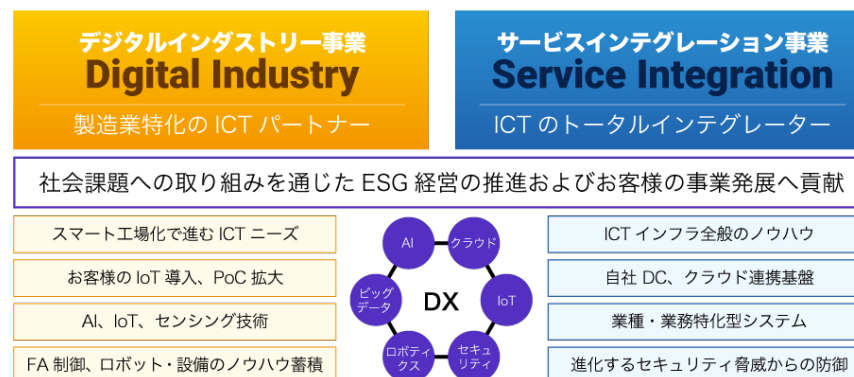 デジタルインダストリー事業
Digital Industry
製造業特化の ICT パートナー
サービスインテグレーション事業
Service Integration
ICT のトータルインテグレーター
社会課題への取り組みを通じた ESG 経営の推進およびお客様の事業発展へ貢献
スマート工場化で進む ICT ニーズ
お客様の IoT 導入、PoC 拡大
AI、IoT、センシング技術
FA 制御、ロボット・設備のノウハウ蓄積
AI
クラウド
ビッグ
データ
DX
IoT
ロボティ
クス
セキュ
リティ
ICT インフラ全般のノウハウ
自社 DC、クラウド連携基盤
業種・業務特化型システム
進化するセキュリティ脅威からの防御